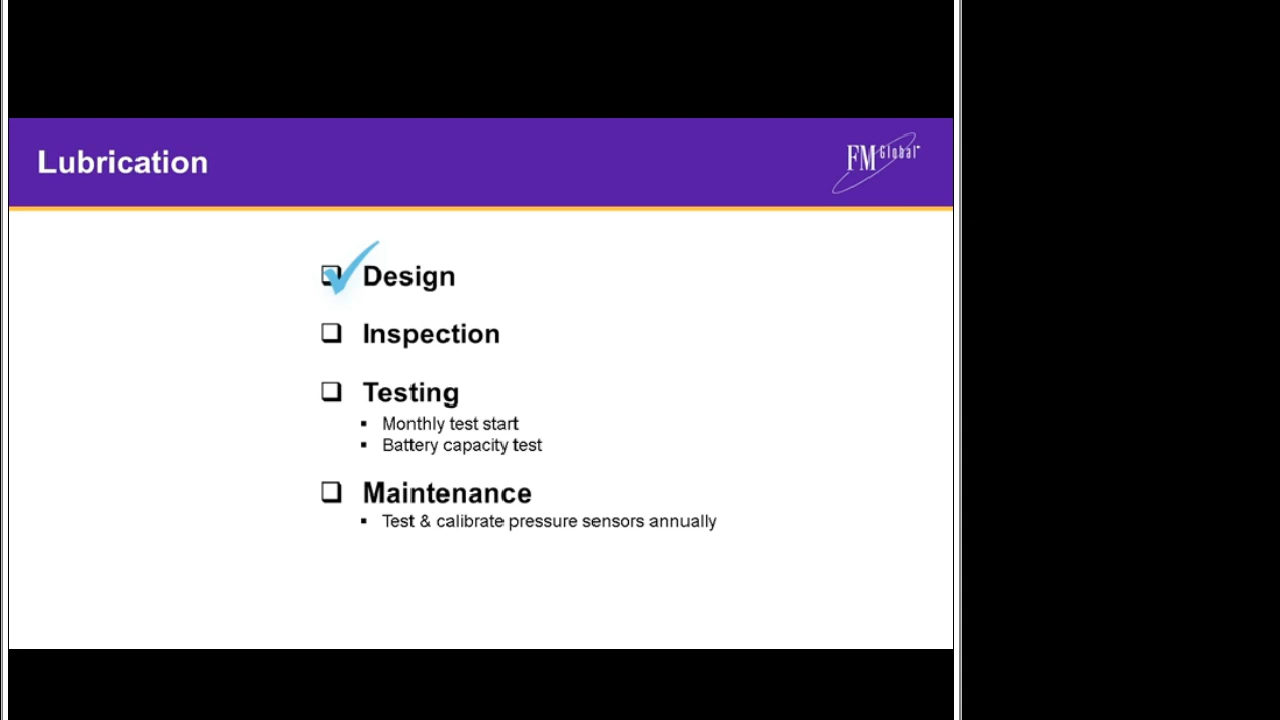 Lubrication
FM Global
Design
Inspection
Testing
Monthly test start
Battery capacity test
Maintenance
Test & calibrate pressure sensors annually